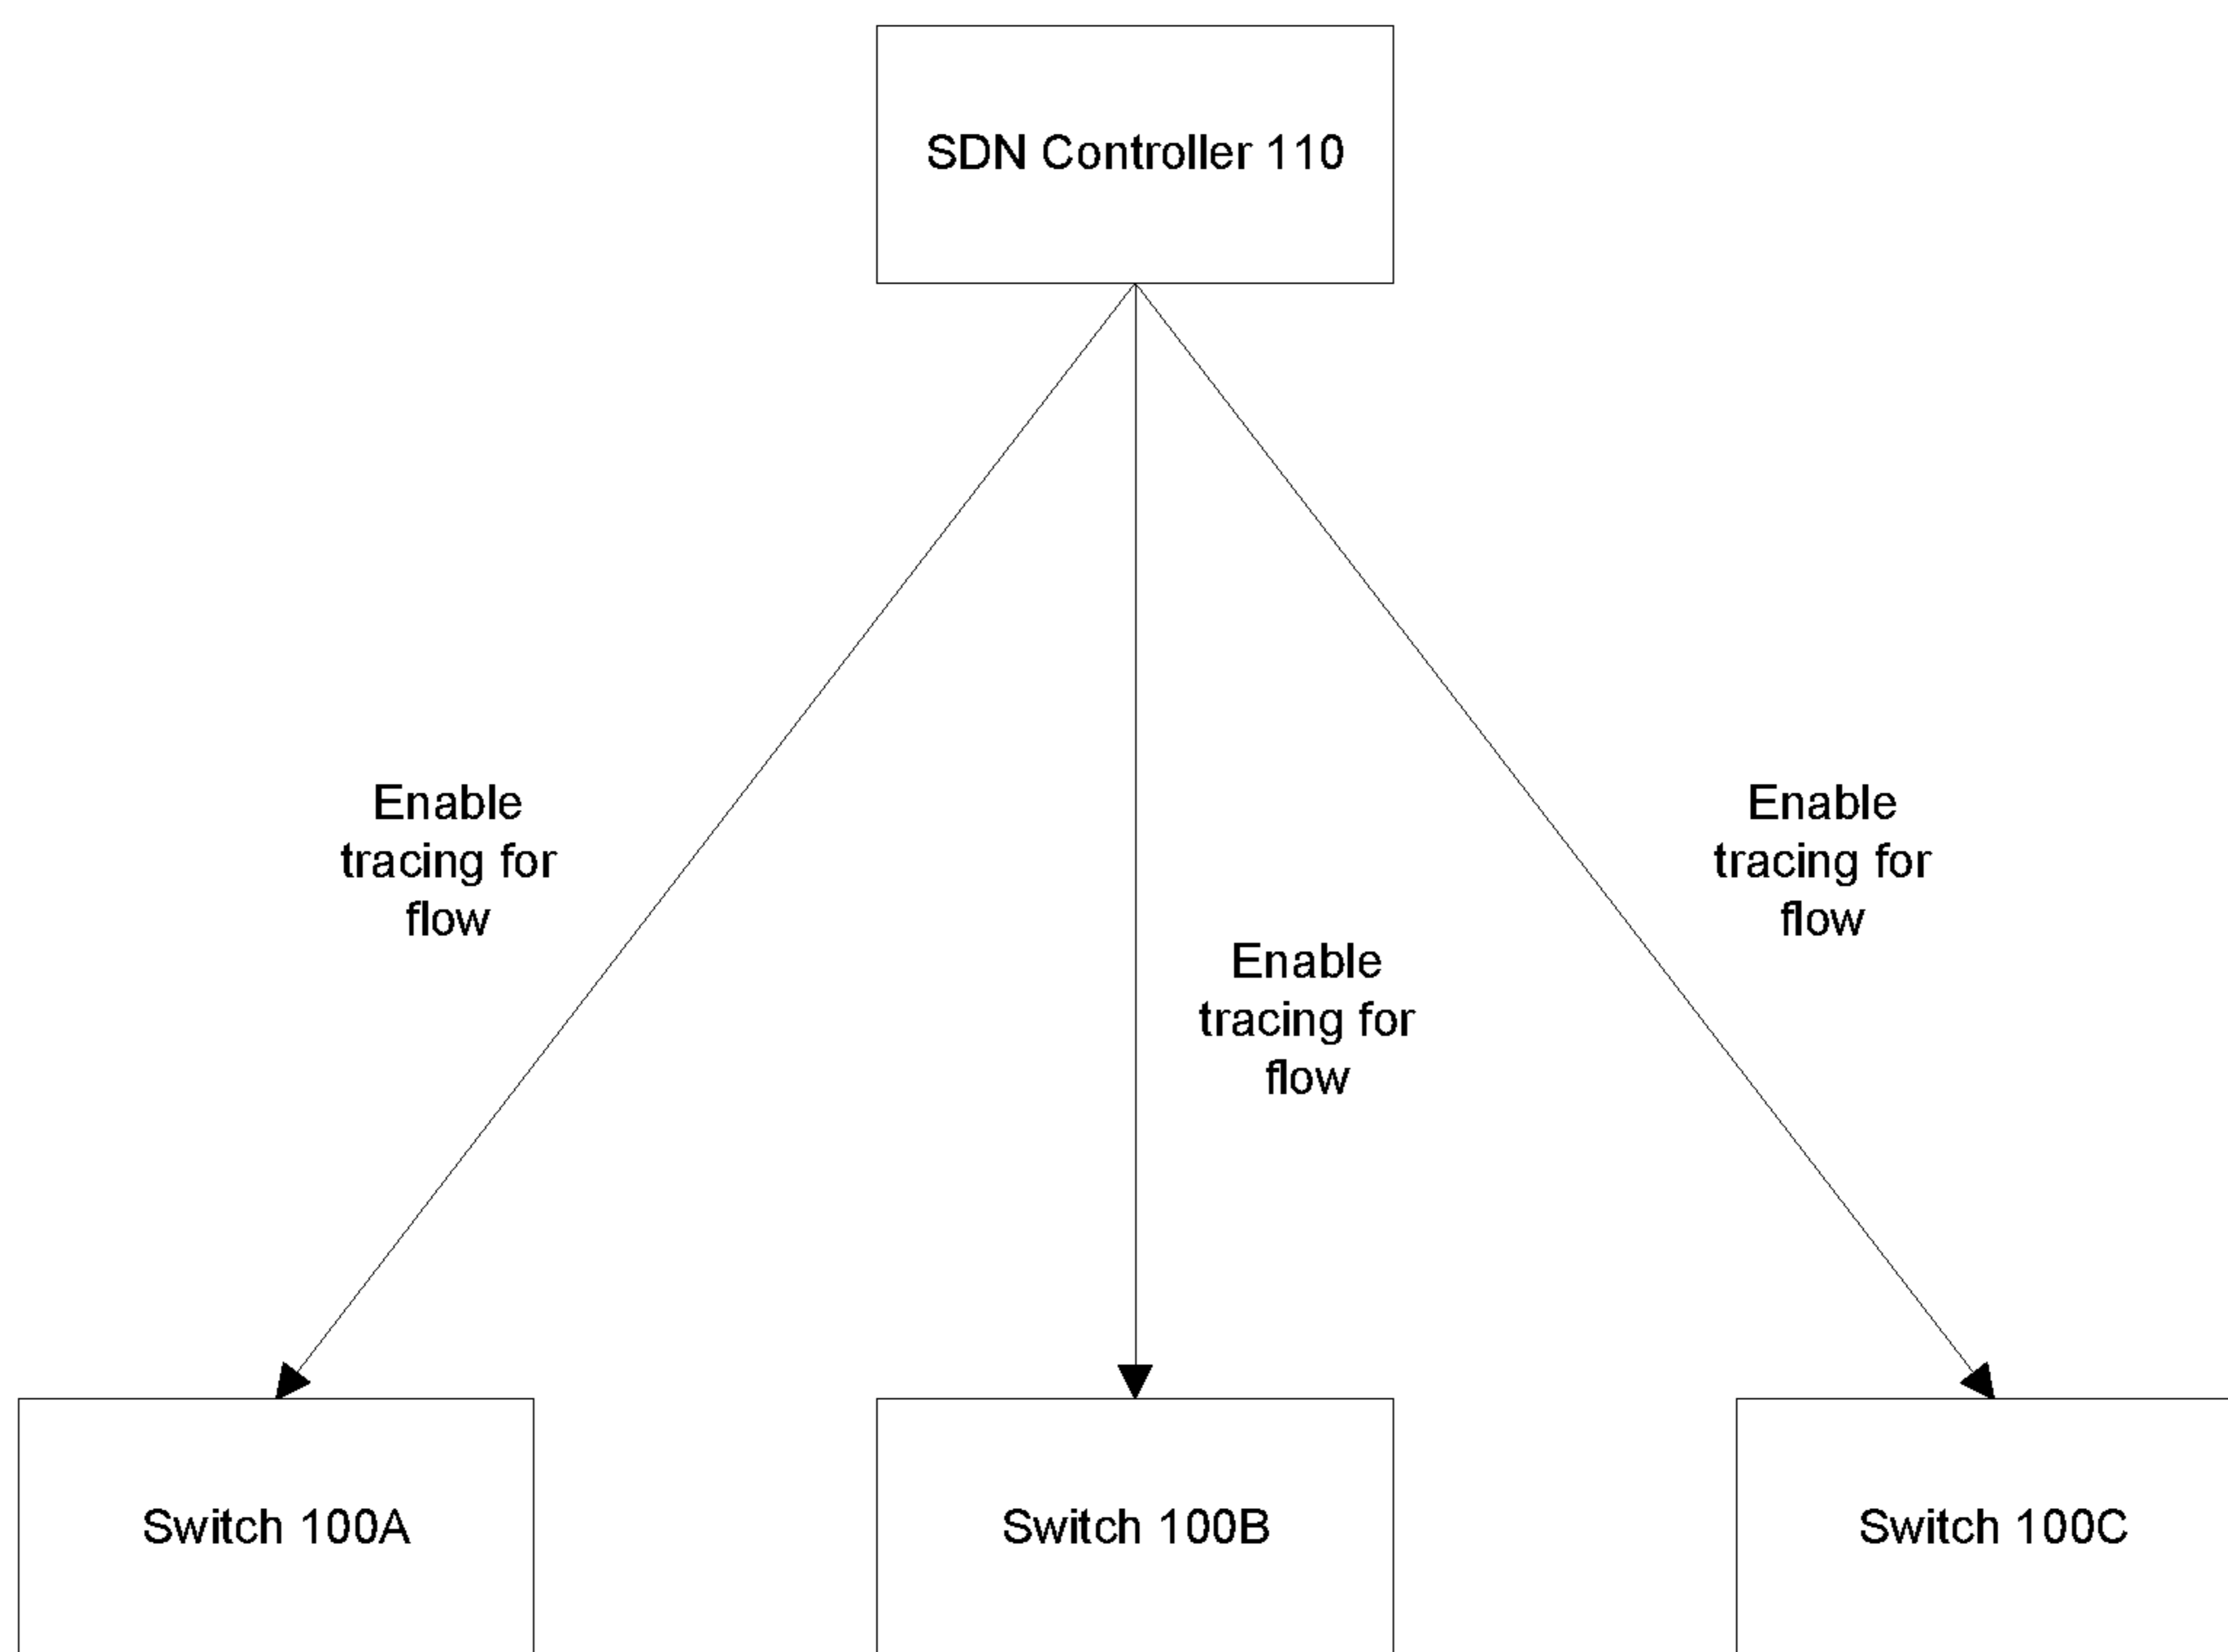 SDN Controller 110
Enable
tracing for
flow
Enable
tracing for
flow
Enable
tracing for
flow
Switch 100A
Switch 100B
Switch 100C